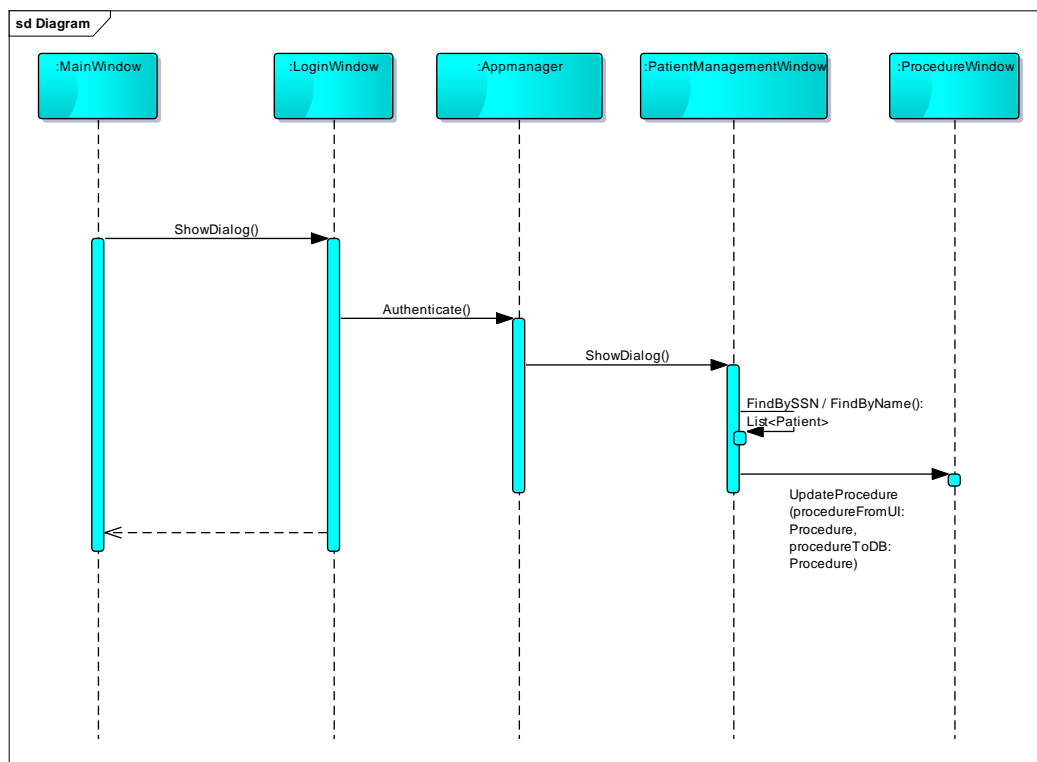 sd Diagram
:MainWindow
:LoginWindow
:Appmanager
:PatientManagementWindow
:ProcedureWindow
ShowDialog()
Authenticate()
ShowDialog()
FindBySSN / FindByName():
List<Patient>
UpdateProcedure
(procedureFromUI:
Procedure,
procedureToDB:
Procedure)